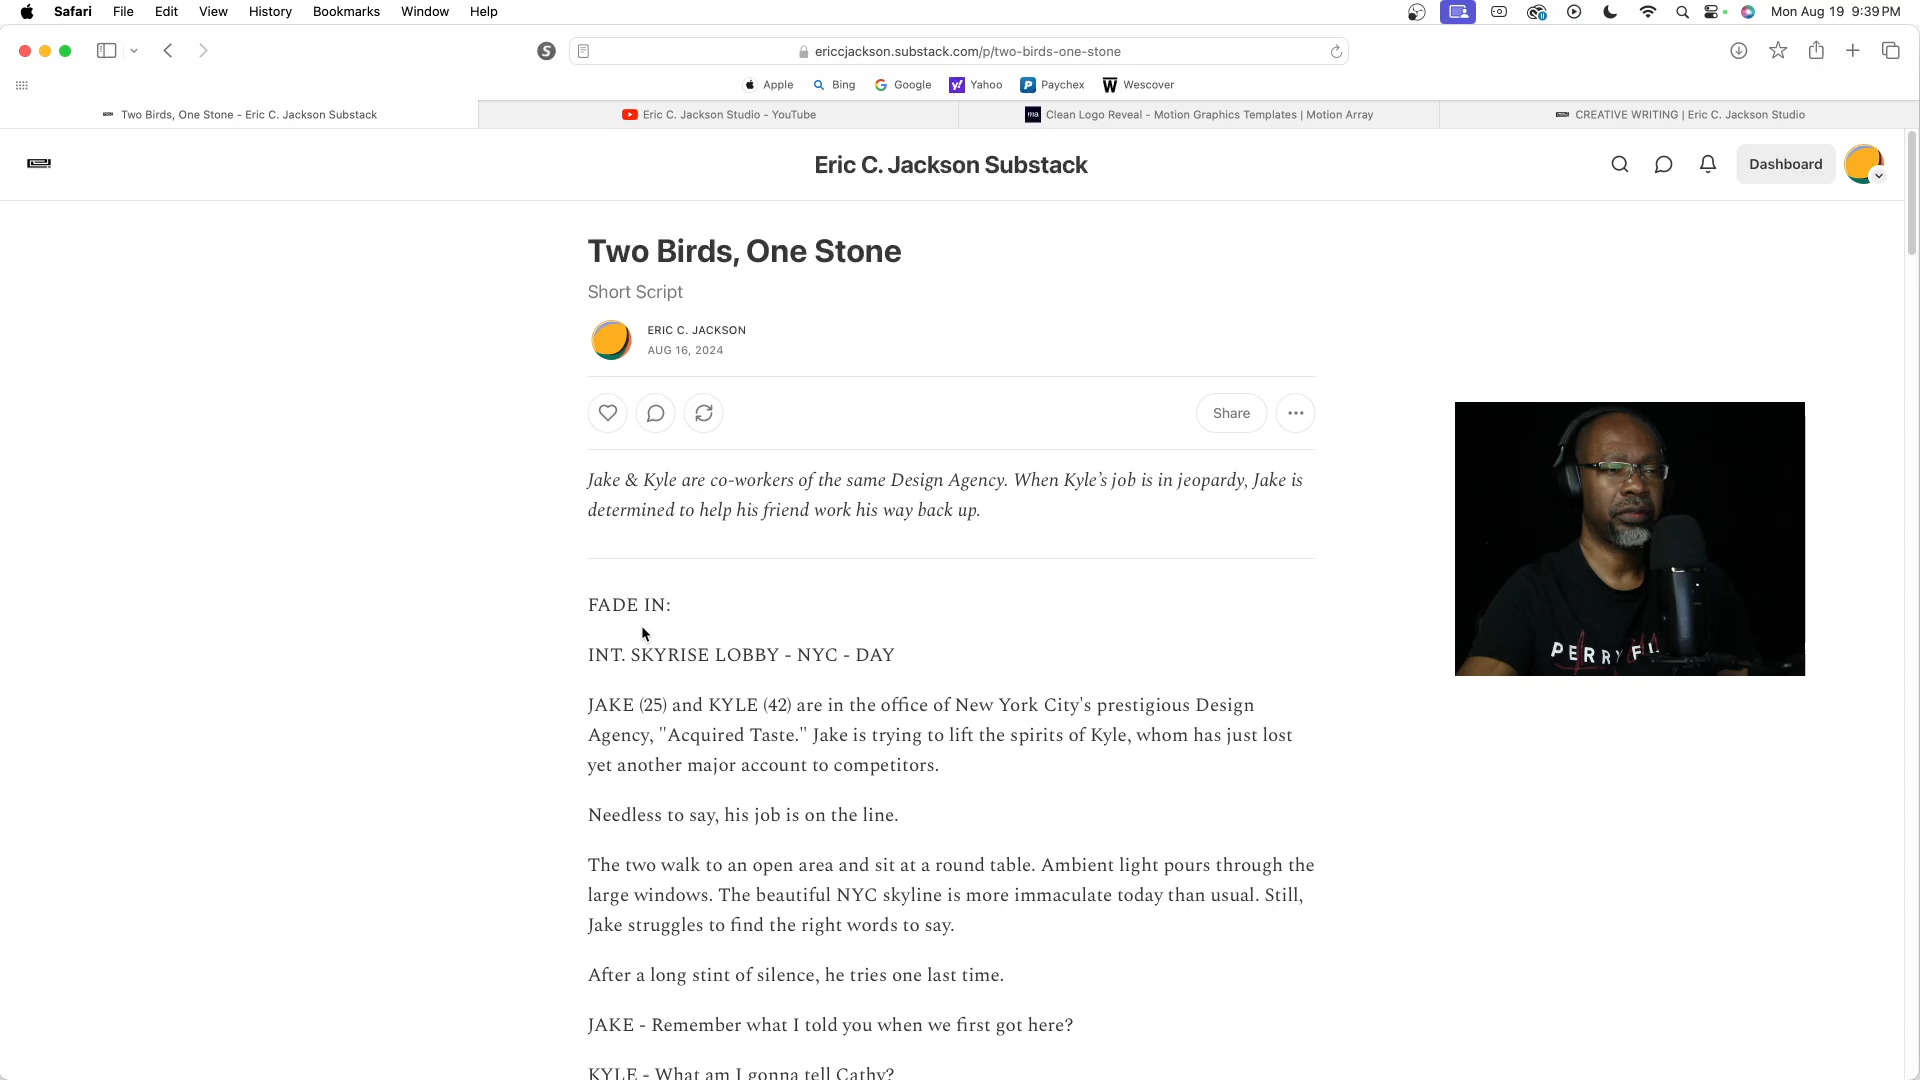 Safari File Edit View History Bookmarks Window Help
Mon Aug 19 9:39 PM
ericcjackson.substack.com/p/two-birds-one-stone
Apple Bing Google Yahoo Paychex Wescover
Two Birds, One Stone - Eric C. Jackson Substack
Eric C. Jackson Studio - YouTube
Clean Logo Reveal - Motion Graphics Templates | Motion Array
CREATIVE WRITING | Eric C. Jackson Studio
Eric C. Jackson Substack
Dashboard
Two Birds, One Stone
Short Script
ERIC C. JACKSON
AUG 16, 2024
Share
Jake & Kyle are co-workers of the same Design Agency. When Kyle’s job is in jeopardy, Jake is
determined to help his friend work his way back up.
FADE IN:
INT. SKYRISE LOBBY - NYC - DAY
JAKE (25) and KYLE (42) are in the office of New York City's prestigious Design
Agency, "Acquired Taste." Jake is trying to lift the spirits of Kyle, whom has just lost
yet another major account to competitors.
Needless to say, his job is on the line.
The two walk to an open area and sit at a round table. Ambient light pours through the
large windows. The beautiful NYC skyline is more immaculate today than usual. Still,
Jake struggles to find the right words to say.
After a long stint of silence, he tries one last time.
JAKE - Remember what I told you when we first got here?
KYLE - What am I gonna tell Cathy?
PERRY